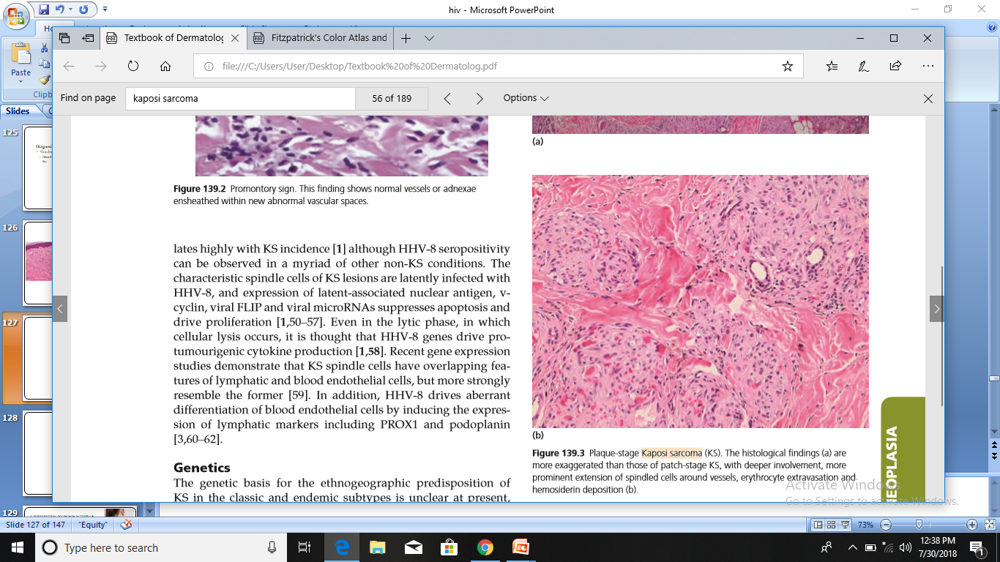 hiv - Microsoft PowerPoint
Textbook of Dermatolog
Fitzpatrick's Color Atlas and
file:///C:/Users/User/Desktop/Textbook%20of%20Dermatolog.pdf
Paste
Find on page
kaposi sarcoma
56 of 189
Options
Slides
125
126
127
128
129
(a)
Figure 139.2 Promontory sign. This finding shows normal vessels or adnexae
ensheathed within new abnormal vascular spaces.
lates highly with KS incidence [1] although HHV-8 seropositivity
can be observed in a myriad of other non-KS conditions. The
characteristic spindle cells of KS lesions are latently infected with
HHV-8, and expression of latent-associated nuclear antigen, v-
cyclin, viral FLIP and viral microRNAs suppresses apoptosis and
drive proliferation [1,50–57]. Even in the lytic phase, in which
cellular lysis occurs, it is thought that HHV-8 genes drive pro-
tumourigenic cytokine production [1,58]. Recent gene expression
studies demonstrate that KS spindle cells have overlapping fea-
tures of lymphatic and blood endothelial cells, but more strongly
resemble the former [59]. In addition, HHV-8 drives aberrant
differentiation of blood endothelial cells by inducing the expres-
sion of lymphatic markers including PROX1 and podoplanin
[3,60–62].
Genetics
The genetic basis for the ethnogeographic predisposition of
KS in the classic and endemic subtypes is unclear at present,
(b)
Figure 139.3 Plaque-stage Kaposi sarcoma (KS). The histological findings (a) are
more exaggerated than those of patch-stage KS, with deeper involvement, more
prominent extension of spindled cells around vessels, erythrocyte extravasation and
hemosiderin deposition (b).
EOPLASIA
Activate Windows
Go to Settings to activate Windows.
Slide 127 of 147
"Equity"
73%
Type here to search
12:38 PM
7/30/2018
1